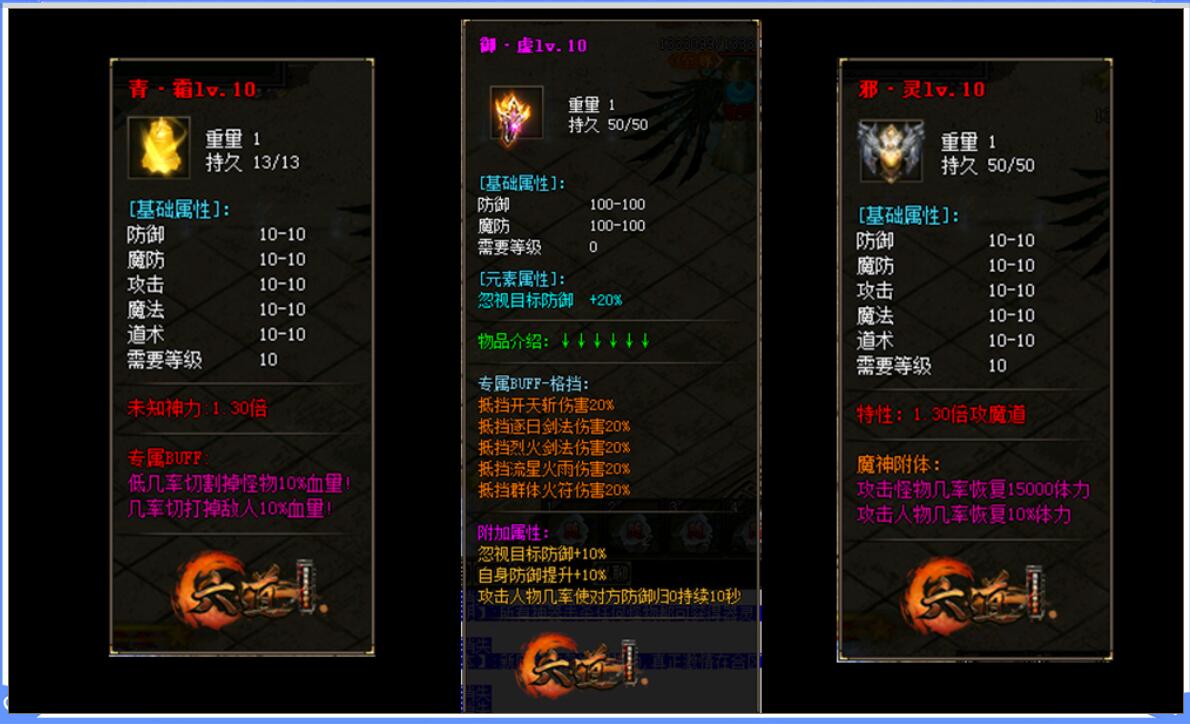 青·霜lv.10
重量 1
持久 13/13
[基础属性]:
防御 10-10
魔防 10-10
攻击 10-10
魔法 10-10
道术 10-10
需要等级 10
未知神力:1.30倍
专属BUFF:
低几率切割掉怪物10%血量!
几率切打掉敌人10%血量!
六道
御·虚lv.10
重量 1
持久 50/50
[基础属性]:
防御 100-100
魔防 100-100
需要等级 0
[元素属性]:
忽视目标防御 +20%
物品介绍: ↓↓↓↓↓↓
专属BUFF-格挡:
抵挡开天斩伤害20%
抵挡逐日剑法伤害20%
抵挡烈火剑法伤害20%
抵挡流星火雨伤害20%
抵挡群体火符伤害20%
附加属性:
忽视目标防御+10%
自身防御提升+10%
攻击人物几率使对方防御归0持续10秒
六道
邪·灵lv.10
重量 1
持久 50/50
[基础属性]:
防御 10-10
魔防 10-10
攻击 10-10
魔法 10-10
道术 10-10
需要等级 10
特性: 1.30倍攻魔道
魔神附体:
攻击怪物几率恢复15000体力
攻击人物几率恢复10%体力
六道